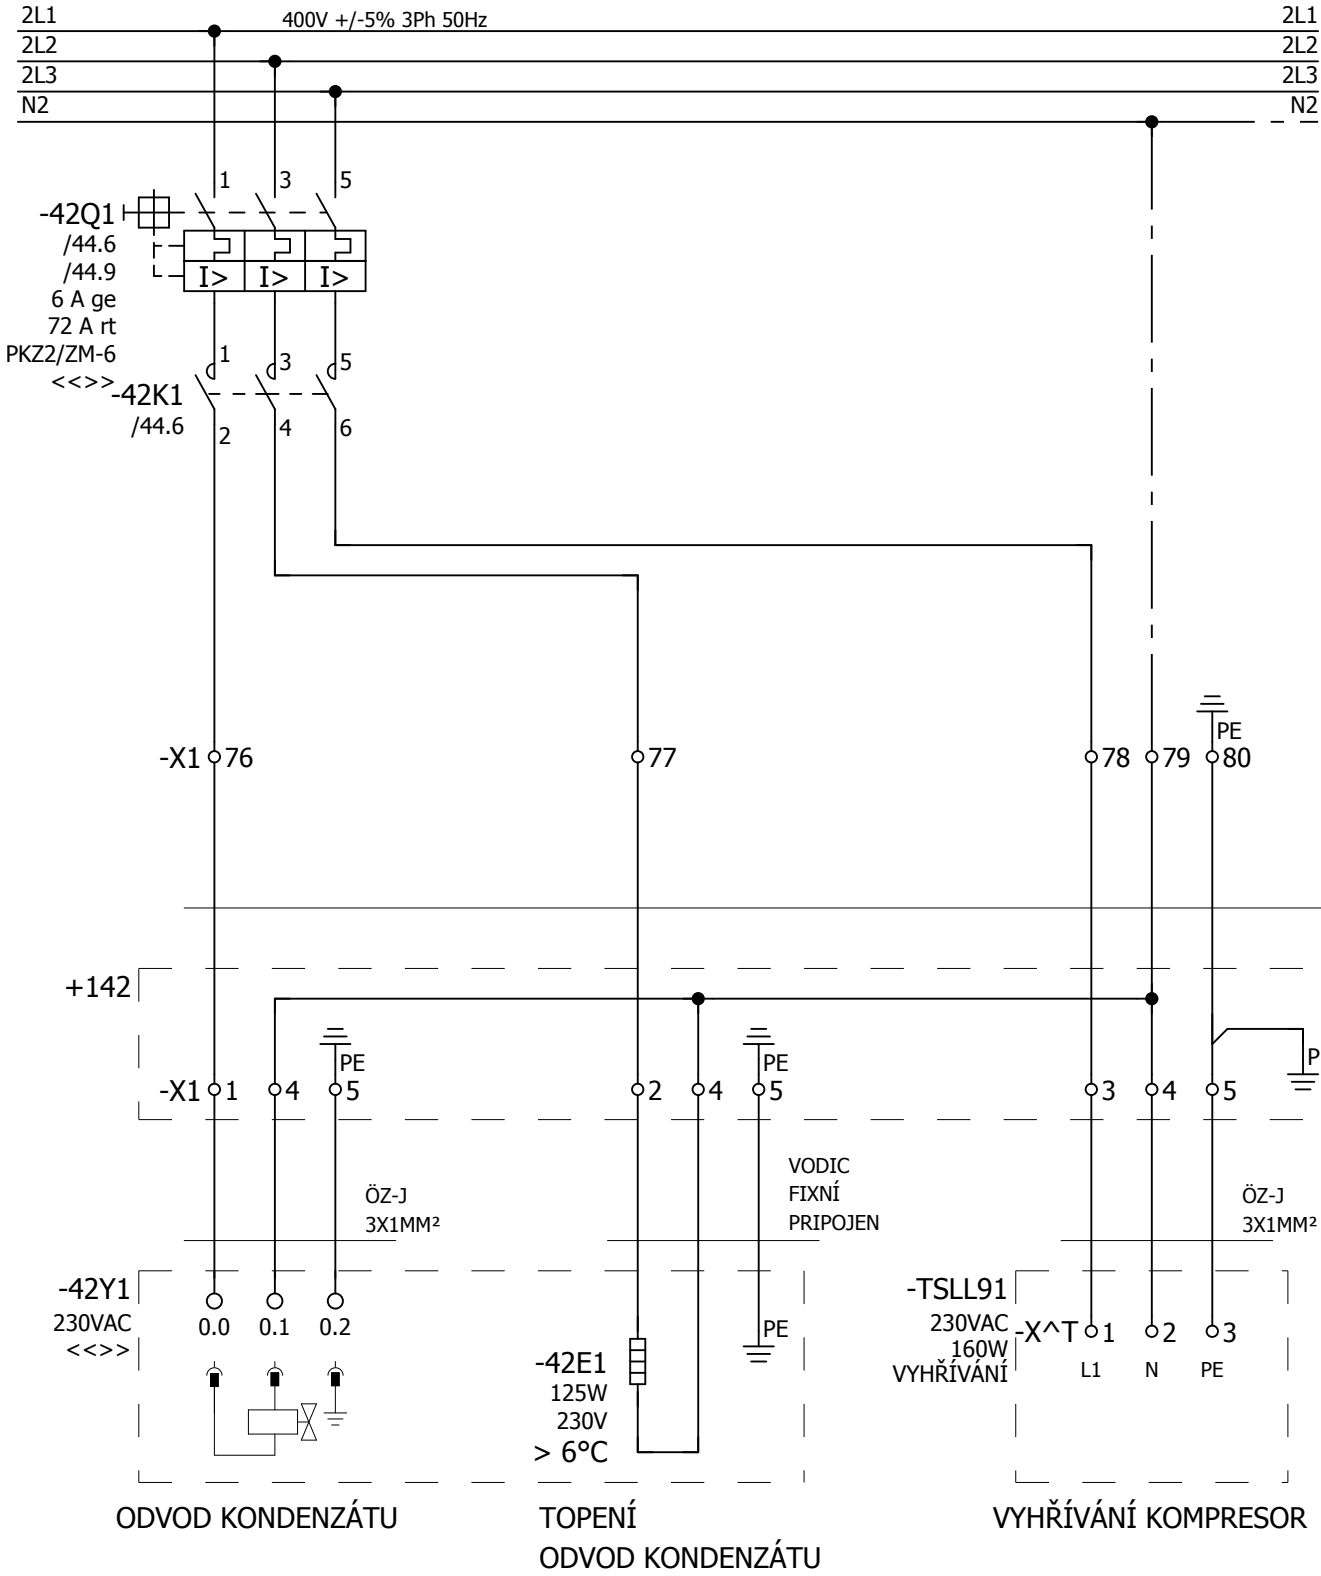 2L1 400V +/-5% 3Ph 50Hz 2L1
2L2 2L2
2L3 2L3
N2 N2
1 3 5
-42Q1
/44.6
/44.9
I> I> I>
6 A ge
72 A rt
PKZ2/ZM-6
<<>>
1 3 5
-42K1
/44.6
2 4 6
PE
-X1 76 77 78 79 80
+142
PE PE P
-X1 1 4 5 2 4 5 3 4 5
VODIC
FIXNÍ
PRIPOJEN
ÖZ-J
3X1MM²
ÖZ-J
3X1MM²
-42Y1
230VAC
<<>>
0.0 0.1 0.2
PE
-42E1
125W
230V
> 6°C
-TSLL91
230VAC
160W
VYHŘÍVÁNÍ
-X^T 1 2 3
L1 N PE
ODVOD KONDENZÁTU
TOPENÍ
ODVOD KONDENZÁTU
VYHŘÍVÁNÍ KOMPRESOR